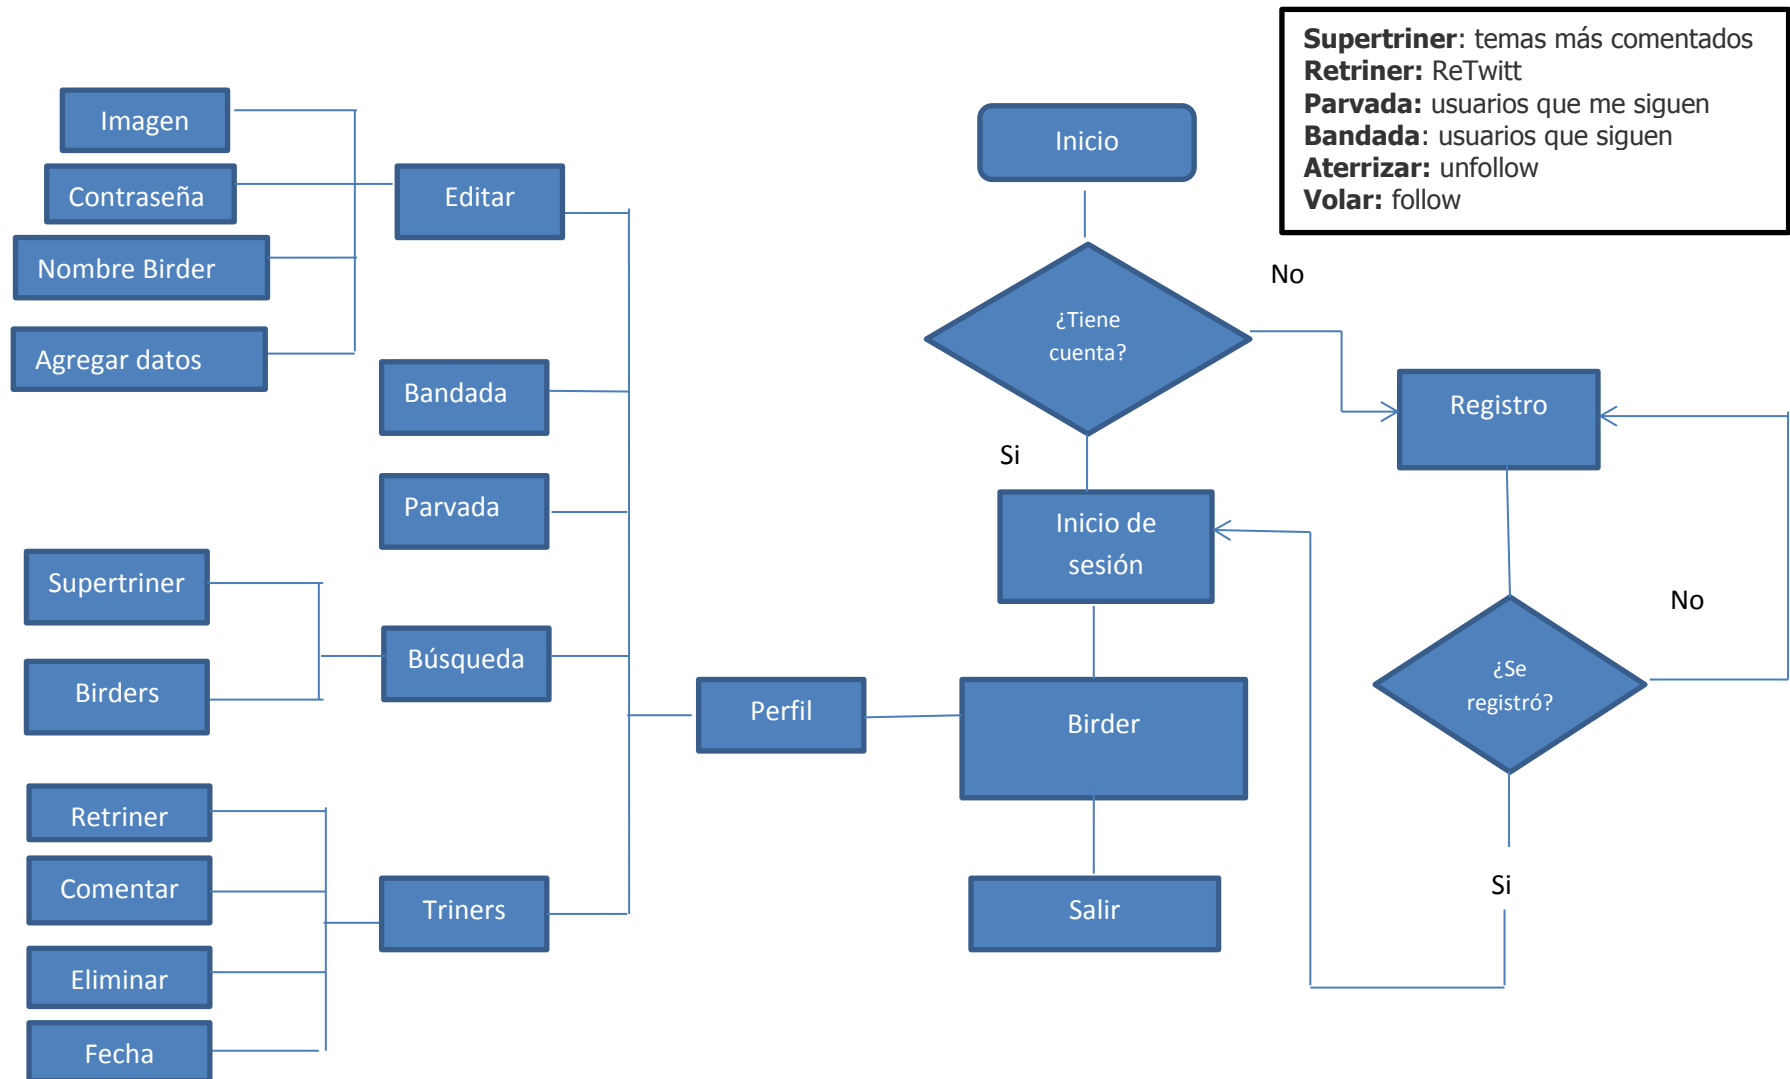 Supertriner: temas más comentados
Retriner: ReTwitt
Parvada: usuarios que me siguen
Bandada: usuarios que siguen
Aterrizar: unfollow
Volar: follow
Inicio
¿Tiene
cuenta?
No
Si
Registro
Inicio de
sesión
¿Se
registró?
No
Si
Birder
Salir
Perfil
Editar
Imagen
Contraseña
Nombre Birder
Agregar datos
Bandada
Parvada
Búsqueda
Supertriner
Birders
Triners
Retriner
Comentar
Eliminar
Fecha